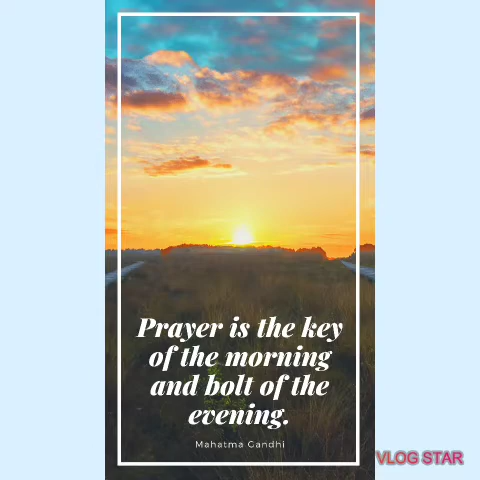 Prayer is the key
of the morning
and bolt of the
evening.
Mahatma Gandhi
VLOG STAR